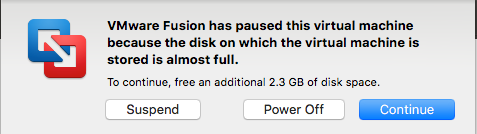 VMware Fusion has paused this virtual machine
because the disk on which the virtual machine is
stored is almost full.
To continue, free an additional 2.3 GB of disk space.
Suspend Power Off Continue